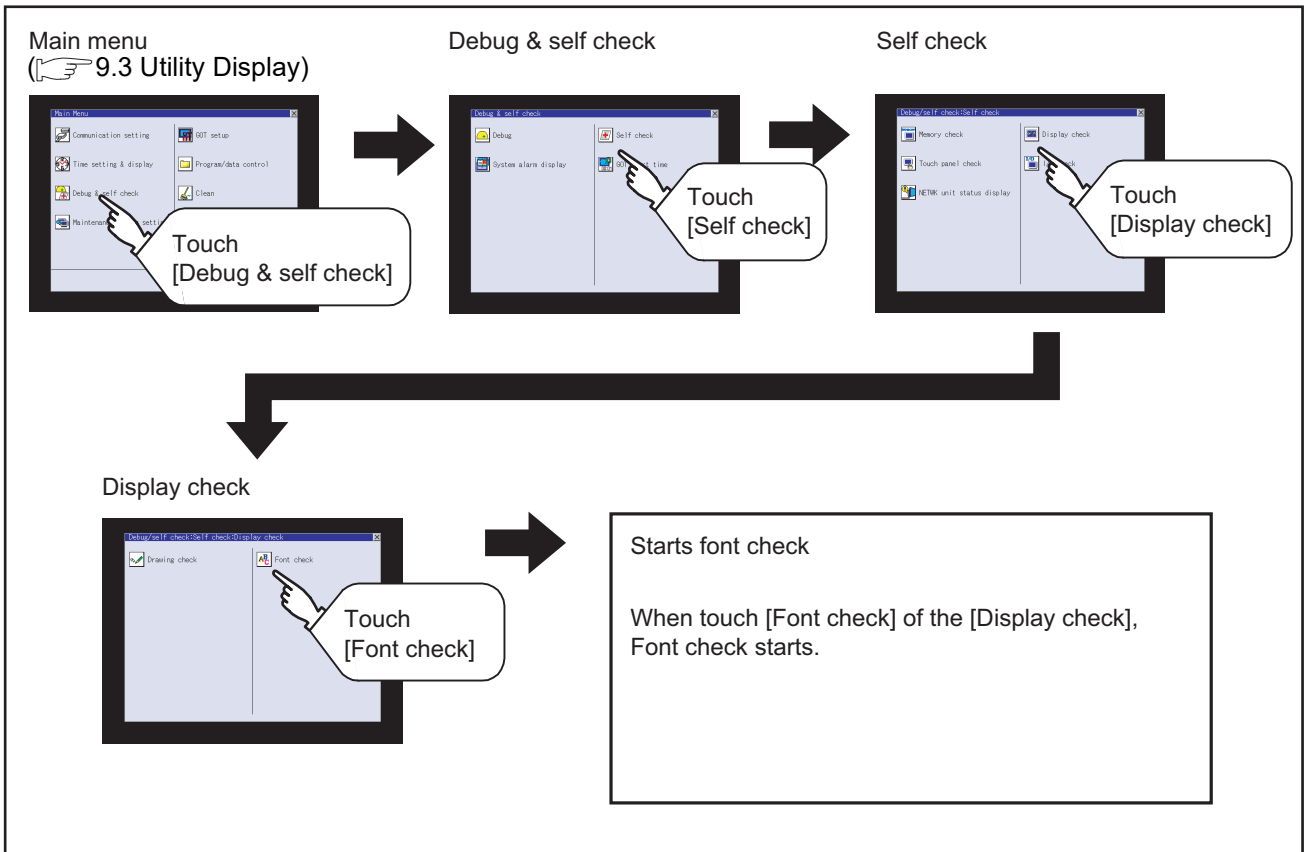 Main menu
(9.3 Utility Display)
Debug & self check
Self check
Main Menu
Communication setting
GOT setup
Time setting & display
Program/data control
Debug & self check
Clean
Touch
[Debug & self check]
Debug & self check
Debug
Self check
System alarm display
time
Touch
[Self check]
Debug/self check:Self check
Memory check
Display check
Touch panel check
NETWK unit status display
Touch
[Display check]
Display check
Debug/self check:Self check:Display check
Drawing check
Font check
Touch
[Font check]
Starts font check
When touch [Font check] of the [Display check],
Font check starts.